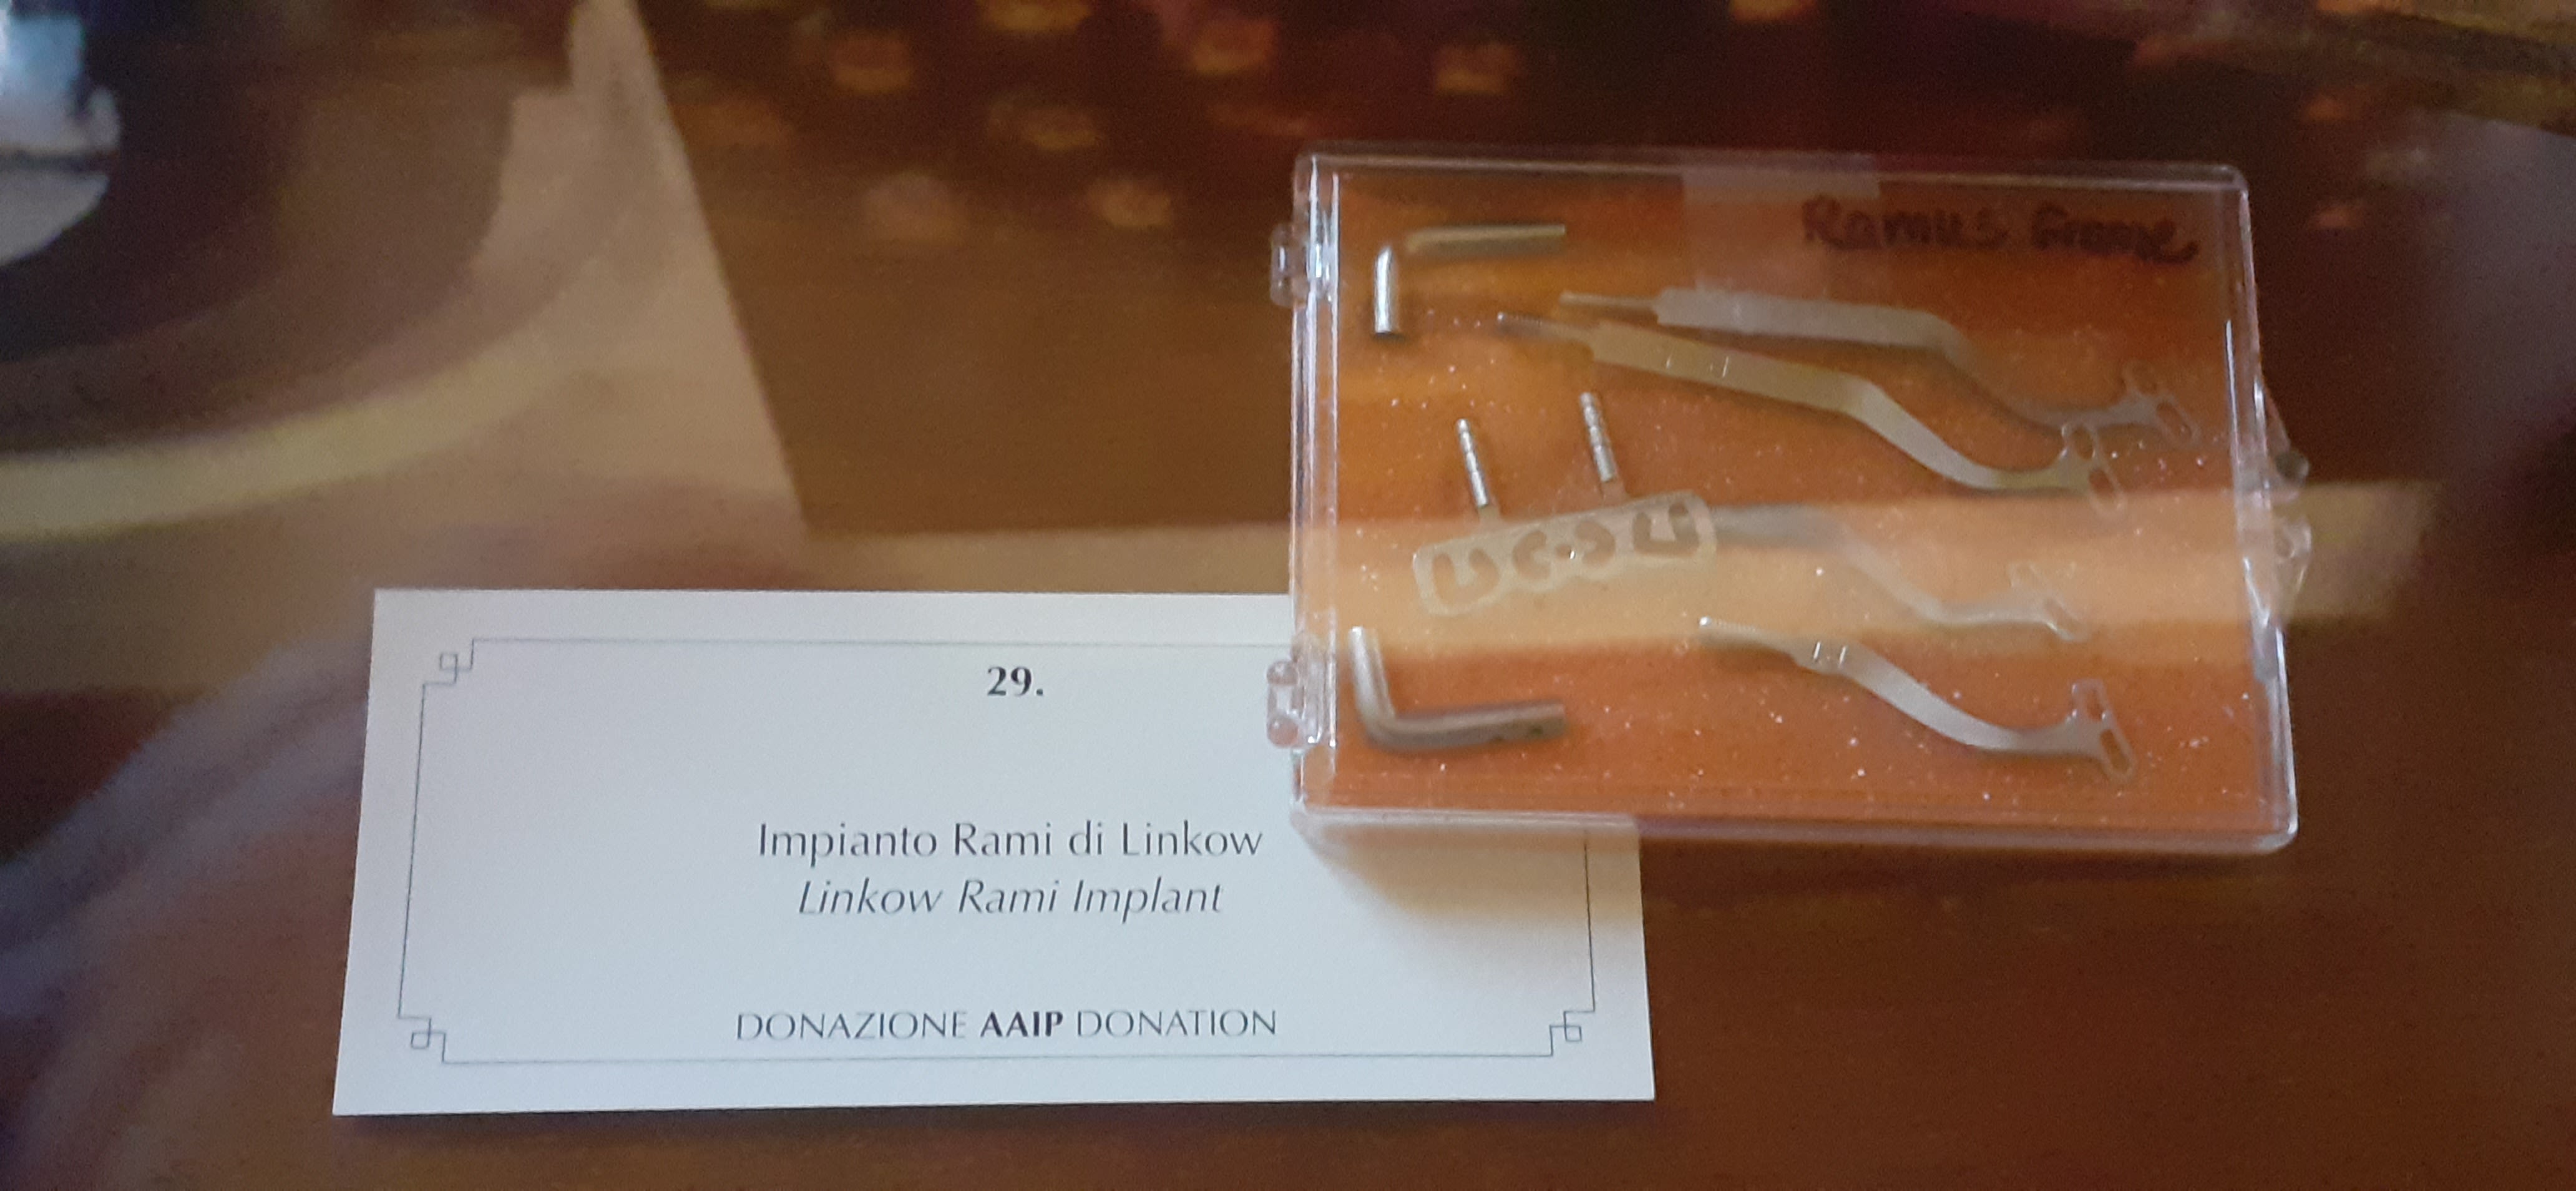 29.
Impianto Rami di Linkow
Linkow Rami Implant
DONAZIONE AAIP DONATION
Ramus Frame